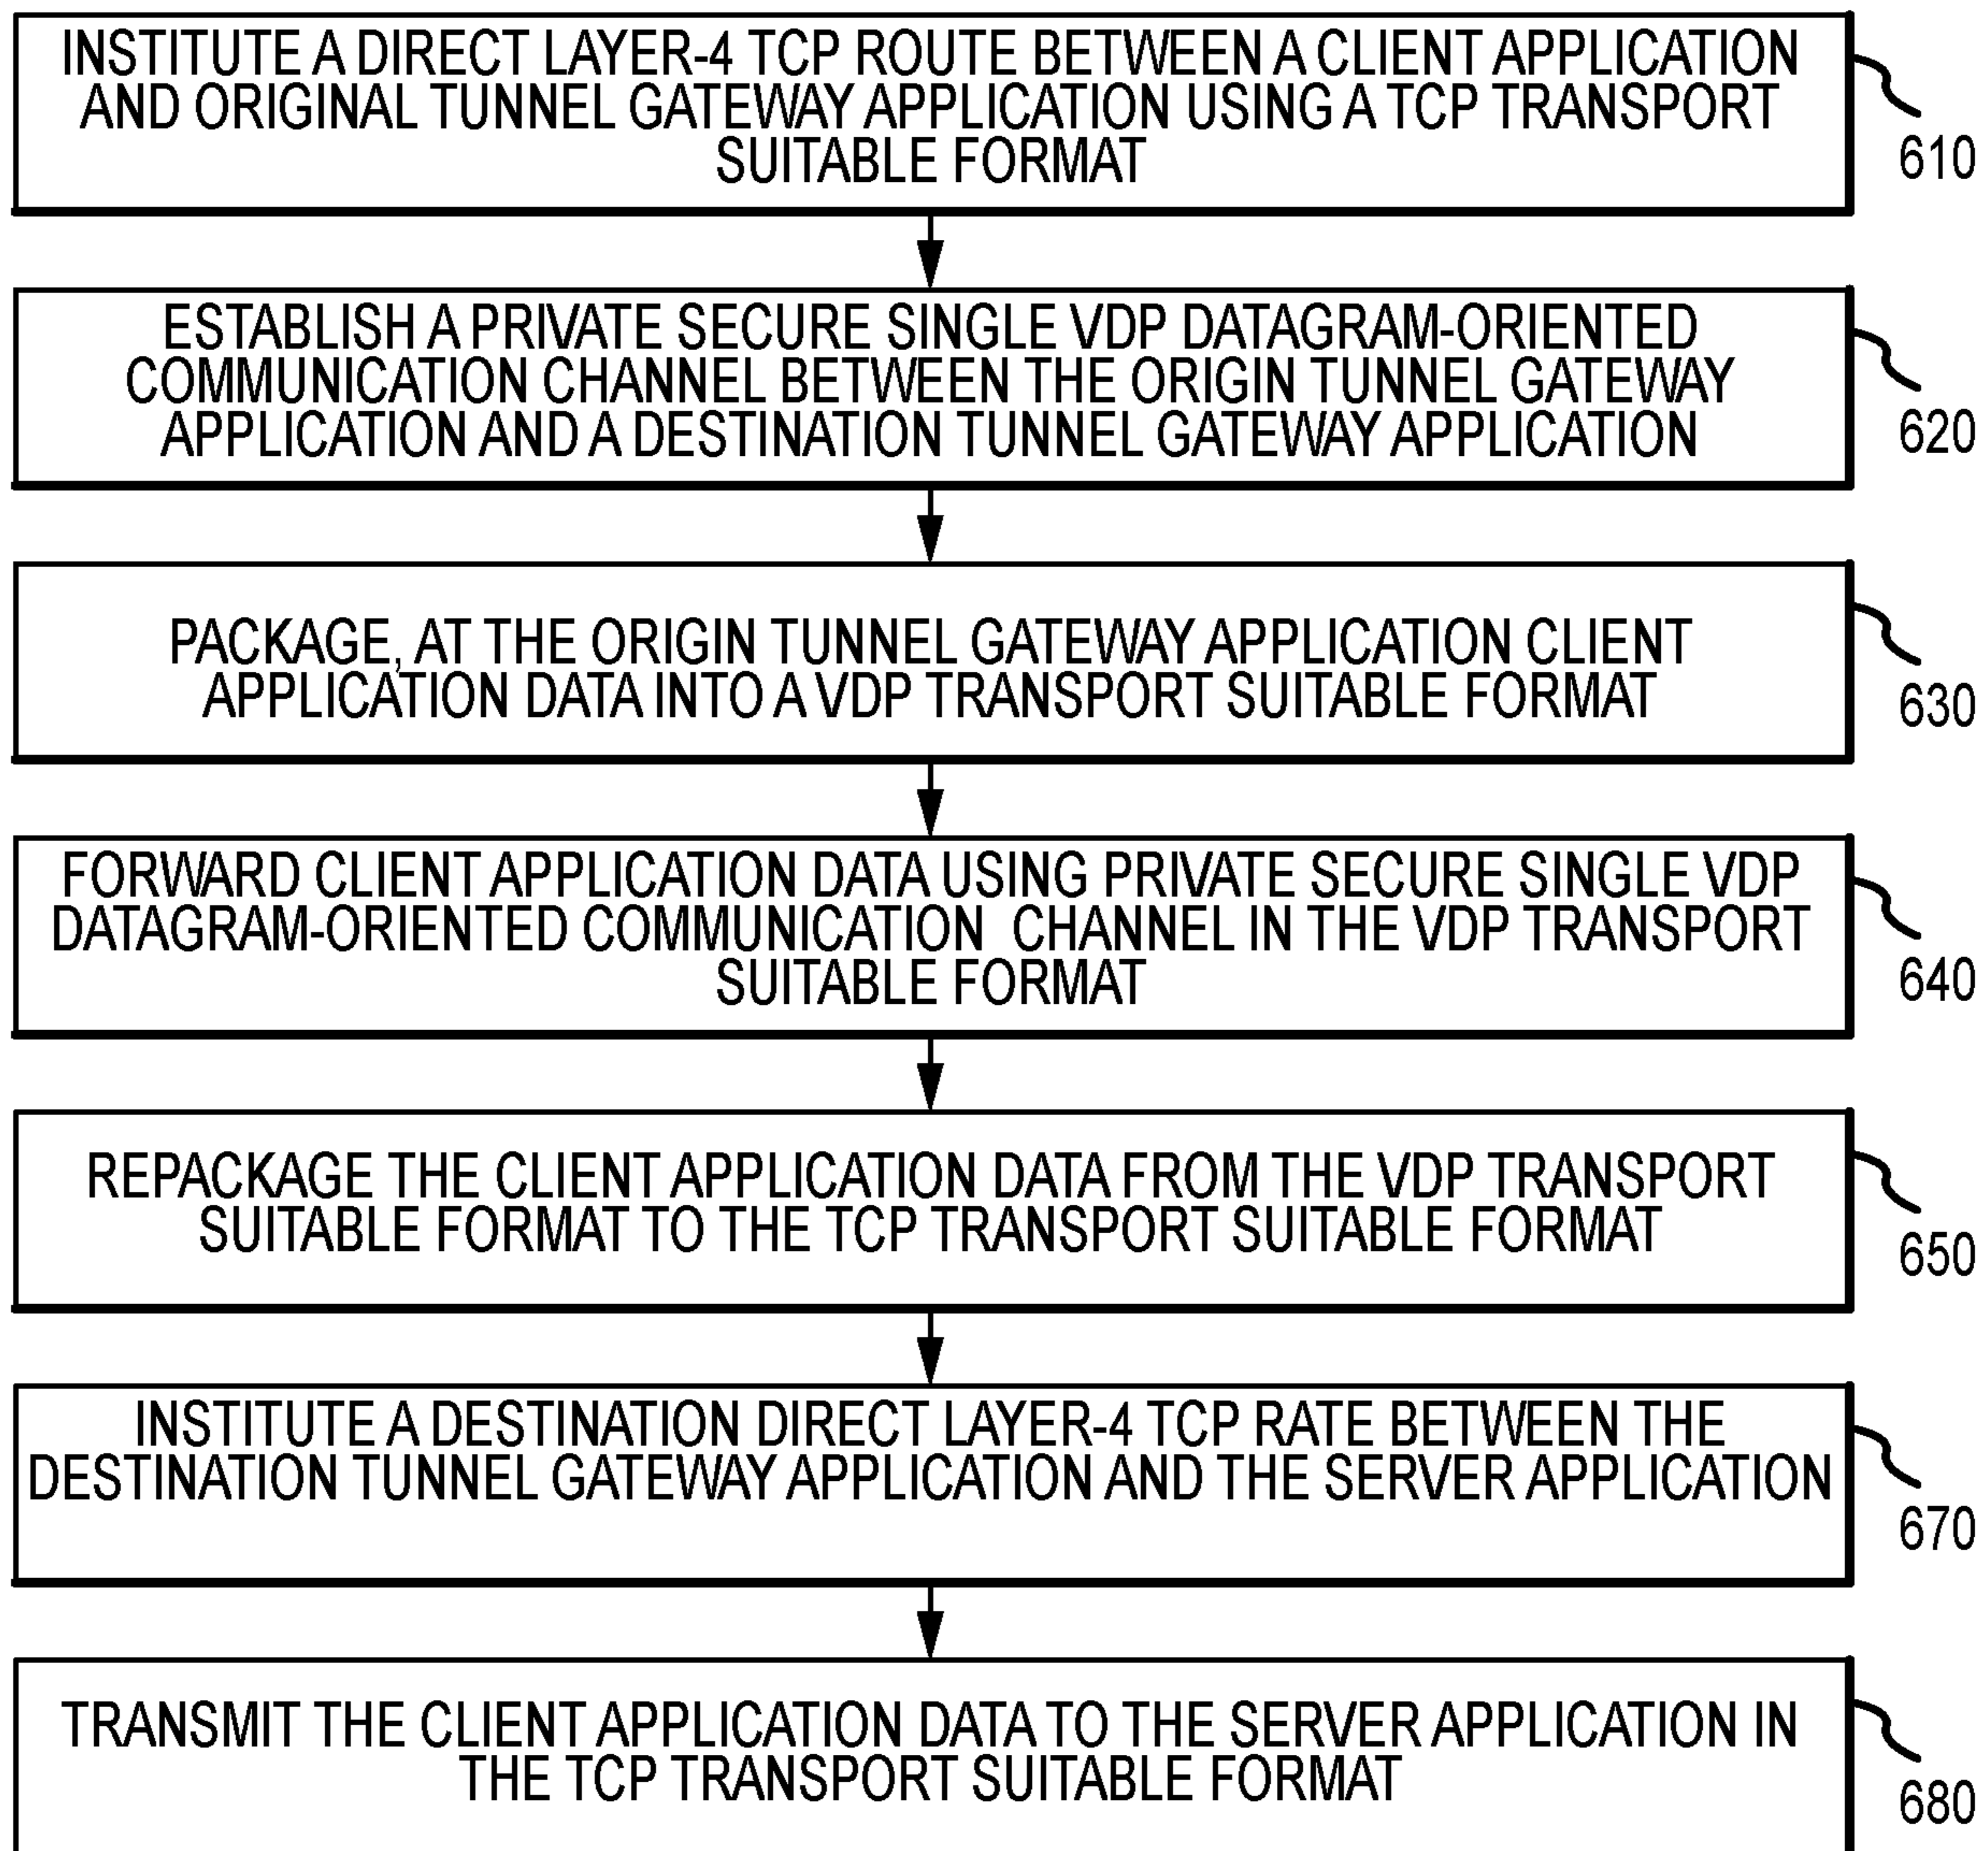 INSTITUTE A DIRECT LAYER-4 TCP ROUTE BETWEEN A CLIENT APPLICATION
AND ORIGINAL TUNNEL GATEWAY APPLICATION USING A TCP TRANSPORT
SUITABLE FORMAT
610
ESTABLISH A PRIVATE SECURE SINGLE VDP DATAGRAM-ORIENTED
COMMUNICATION CHANNEL BETWEEN THE ORIGIN TUNNEL GATEWAY
APPLICATION AND A DESTINATION TUNNEL GATEWAY APPLICATION
620
PACKAGE, AT THE ORIGIN TUNNEL GATEWAY APPLICATION CLIENT
APPLICATION DATA INTO A VDP TRANSPORT SUITABLE FORMAT
630
FORWARD CLIENT APPLICATION DATA USING PRIVATE SECURE SINGLE VDP
DATAGRAM-ORIENTED COMMUNICATION CHANNEL IN THE VDP TRANSPORT
SUITABLE FORMAT
640
REPACKAGE THE CLIENT APPLICATION DATA FROM THE VDP TRANSPORT
SUITABLE FORMAT TO THE TCP TRANSPORT SUITABLE FORMAT
650
INSTITUTE A DESTINATION DIRECT LAYER-4 TCP RATE BETWEEN THE
DESTINATION TUNNEL GATEWAY APPLICATION AND THE SERVER APPLICATION
670
TRANSMIT THE CLIENT APPLICATION DATA TO THE SERVER APPLICATION IN
THE TCP TRANSPORT SUITABLE FORMAT
680